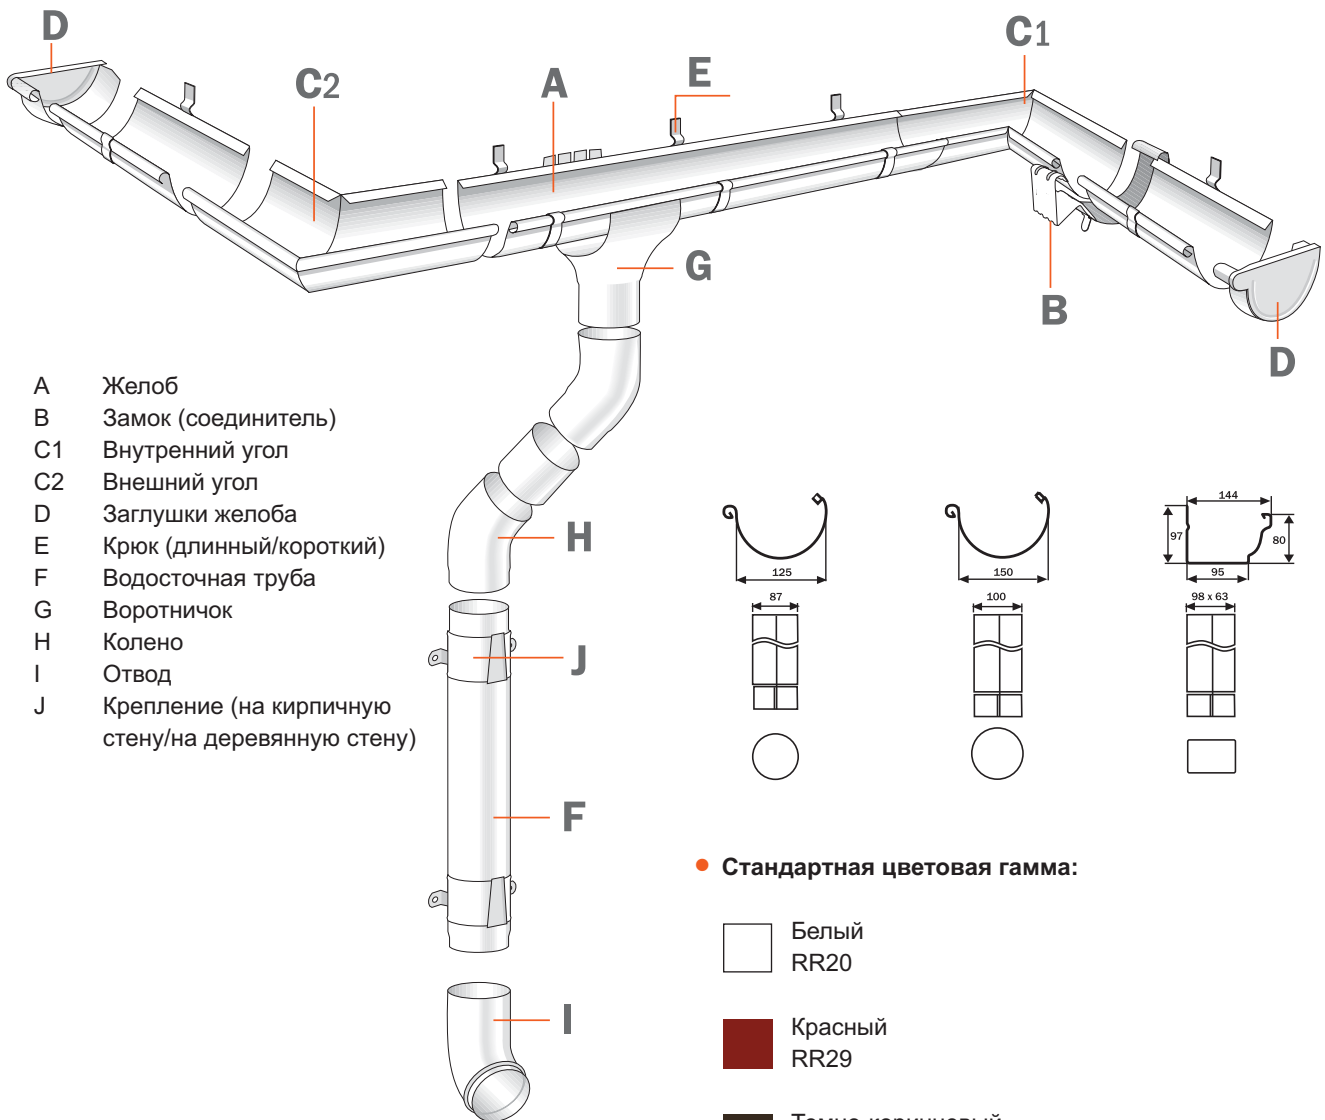 D
C2
A
E
C1
G
B
D
A Желоб
B Замок (соединитель)
C1 Внутренний угол
C2 Внешний угол
D Заглушки желоба
E Крюк (длинный/короткий)
F Водосточная труба
G Воротничок
H Колено
I Отвод
J Крепление (на кирпичную
стену/на деревянную стену)
H
J
F
I
125
87
150
100
144
97
80
95
98 x 63
Стандартная цветовая гамма:
Белый
RR20
Красный
RR29